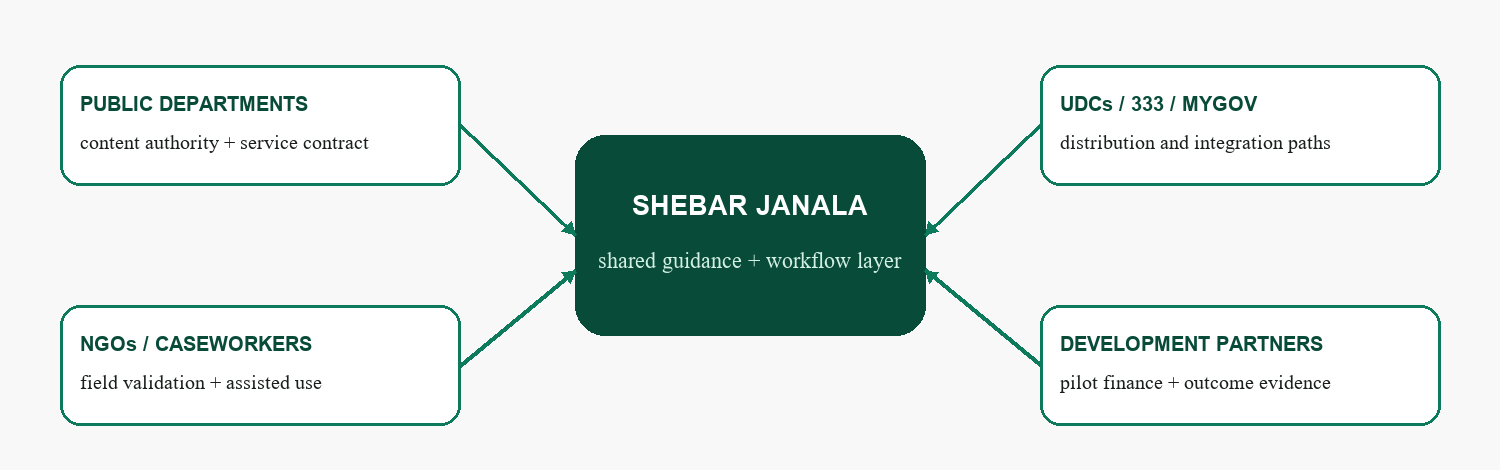 PUBLIC DEPARTMENTS
content authority + service contract
UDCs / 333 / MYGOV
distribution and integration paths
SHEBAR JANALA
shared guidance + workflow layer
NGOs / CASEWORKERS
field validation + assisted use
DEVELOPMENT PARTNERS
pilot finance + outcome evidence